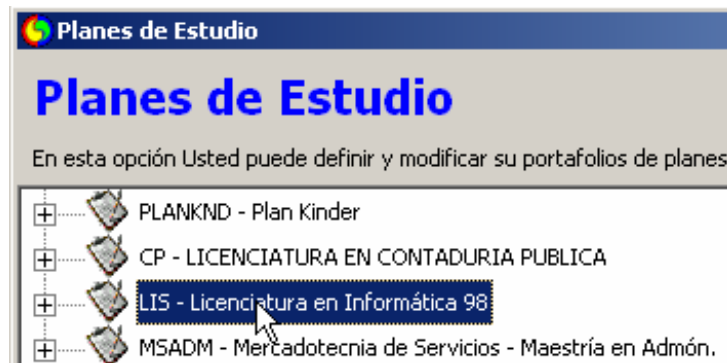 Planes de Estudio
Planes de Estudio
En esta opción Usted puede definir y modificar su portafolios de planes
PLANKND - Plan Kinder
CP - LICENCIATURA EN CONTADURIA PUBLICA
LIS - Licenciatura en Informática 98
MSADM - Mercadotecnia de Servicios - Maestría en Admón.